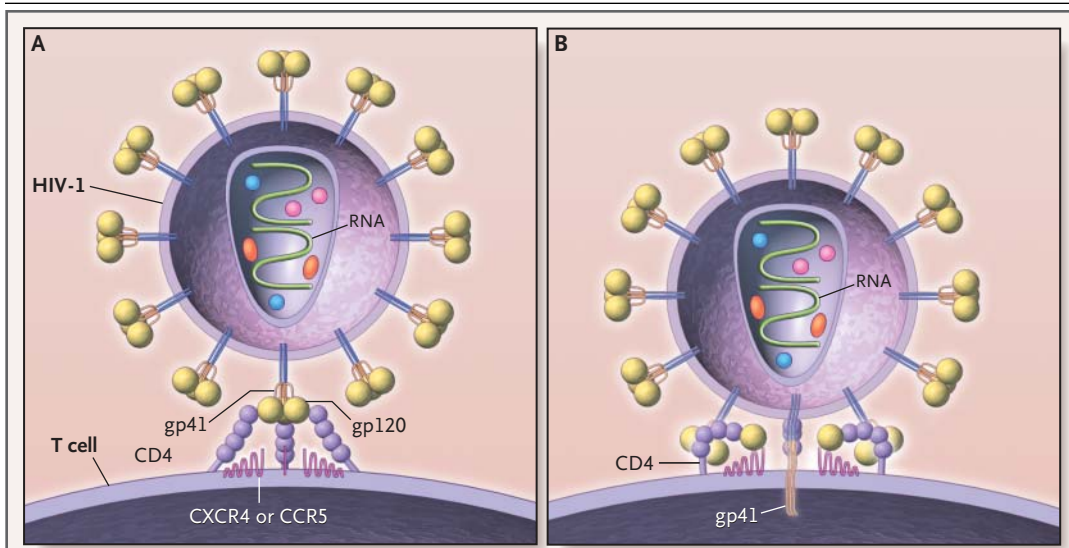 A
HIV-1
RNA
gp41
gp120
T cell
CD4
CXCR4 or CCR5
B
RNA
CD4
gp41